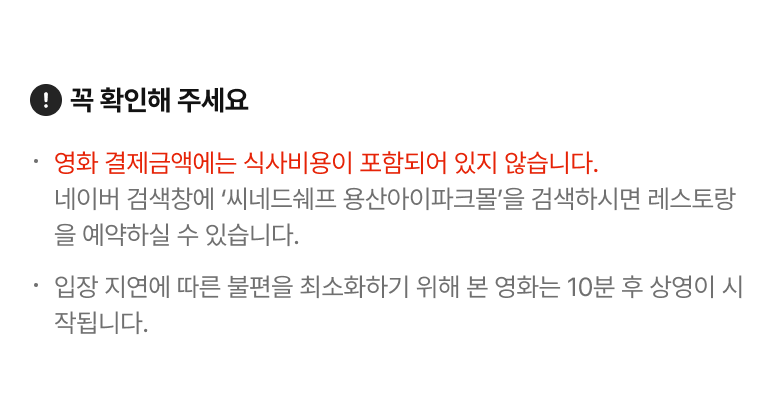 꼭 확인해 주세요
· 영화 결제금액에는 식사비용이 포함되어 있지 않습니다.
네이버 검색창에 ‘씨네드쉐프 용산아이파크몰’을 검색하시면 레스토랑
을 예약하실 수 있습니다.
· 입장 지연에 따른 불편을 최소화하기 위해 본 영화는 10분 후 상영이 시
작됩니다.